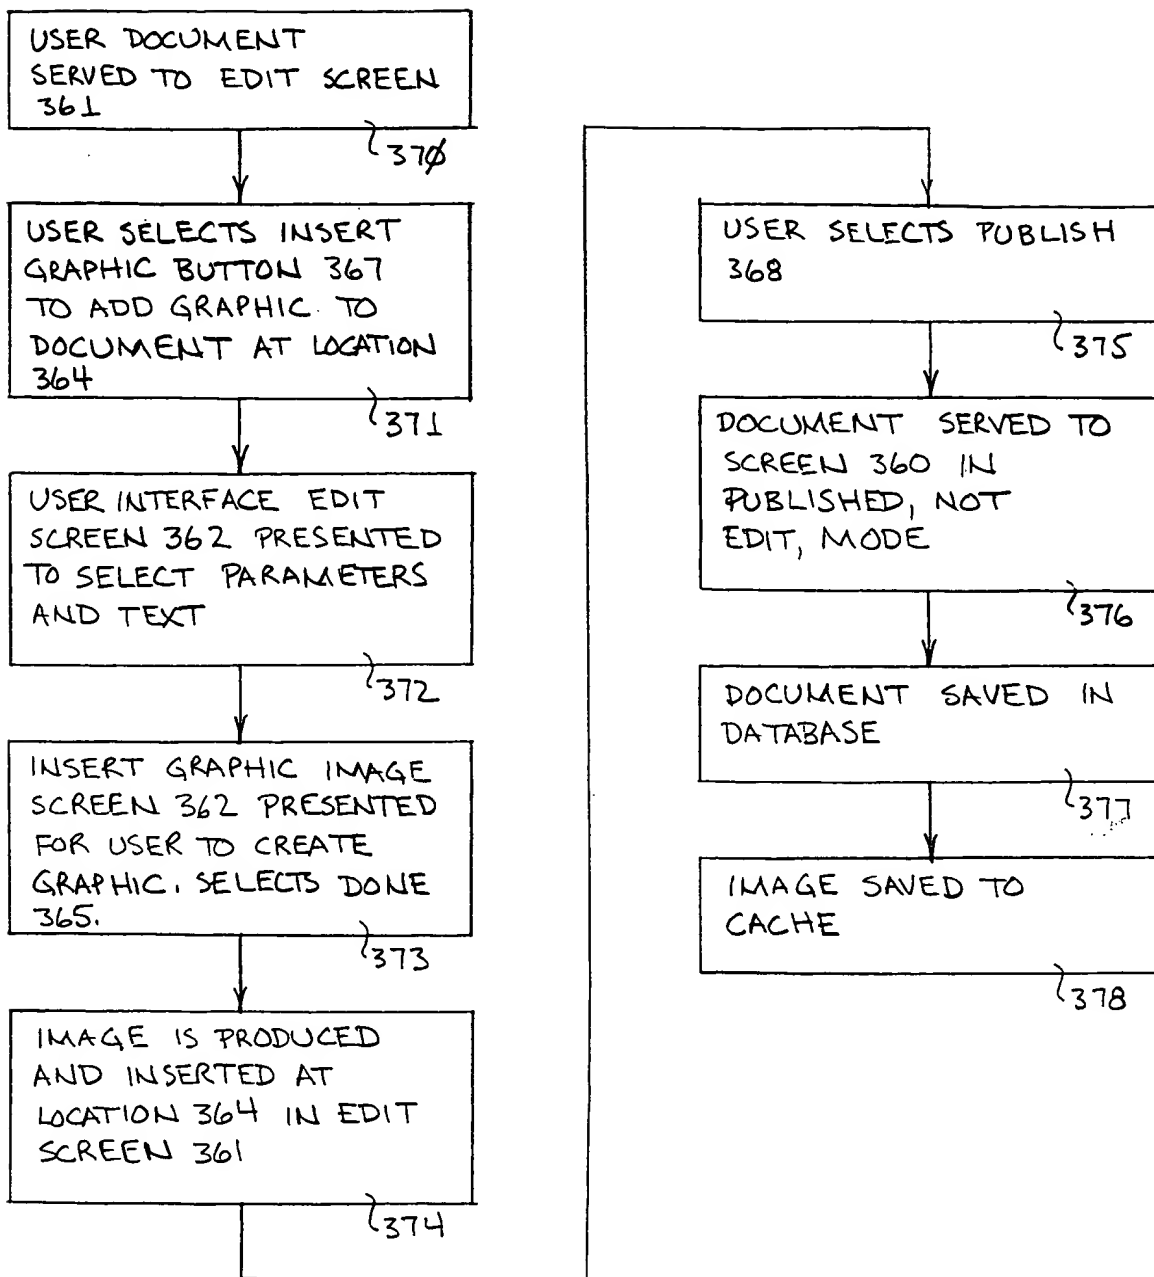 USER DOCUMENT
SERVED TO EDIT SCREEN
361
370
USER SELECTS INSERT
GRAPHIC BUTTON 367
TO ADD GRAPHIC. TO
DOCUMENT AT LOCATION
364
371
USER INTERFACE EDIT
SCREEN 362 PRESENTED
TO SELECT PARAMETERS
AND TEXT
372
INSERT GRAPHIC IMAGE
SCREEN 362 PRESENTED
FOR USER TO CREATE
GRAPHIC. SELECTS DONE
365.
373
IMAGE IS PRODUCED
AND INSERTED AT
LOCATION 364 IN EDIT
SCREEN 361
374
USER SELECTS PUBLISH
368
375
DOCUMENT SERVED TO
SCREEN 360 IN
PUBLISHED, NOT
EDIT, MODE
376
DOCUMENT SAVED IN
DATABASE
377
IMAGE SAVED TO
CACHE
378